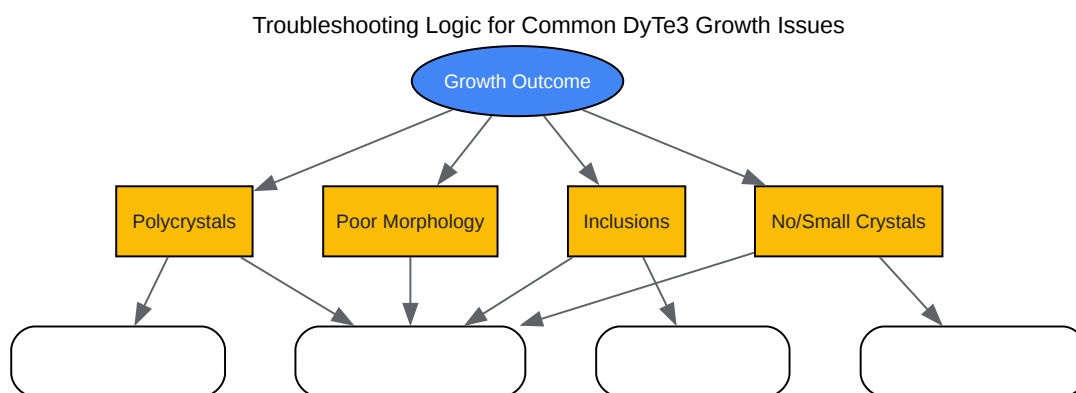 Troubleshooting Logic for Common DyTe3 Growth Issues
Growth Outcome
Polycrystals
Poor Morphology
Inclusions
No/Small Crystals